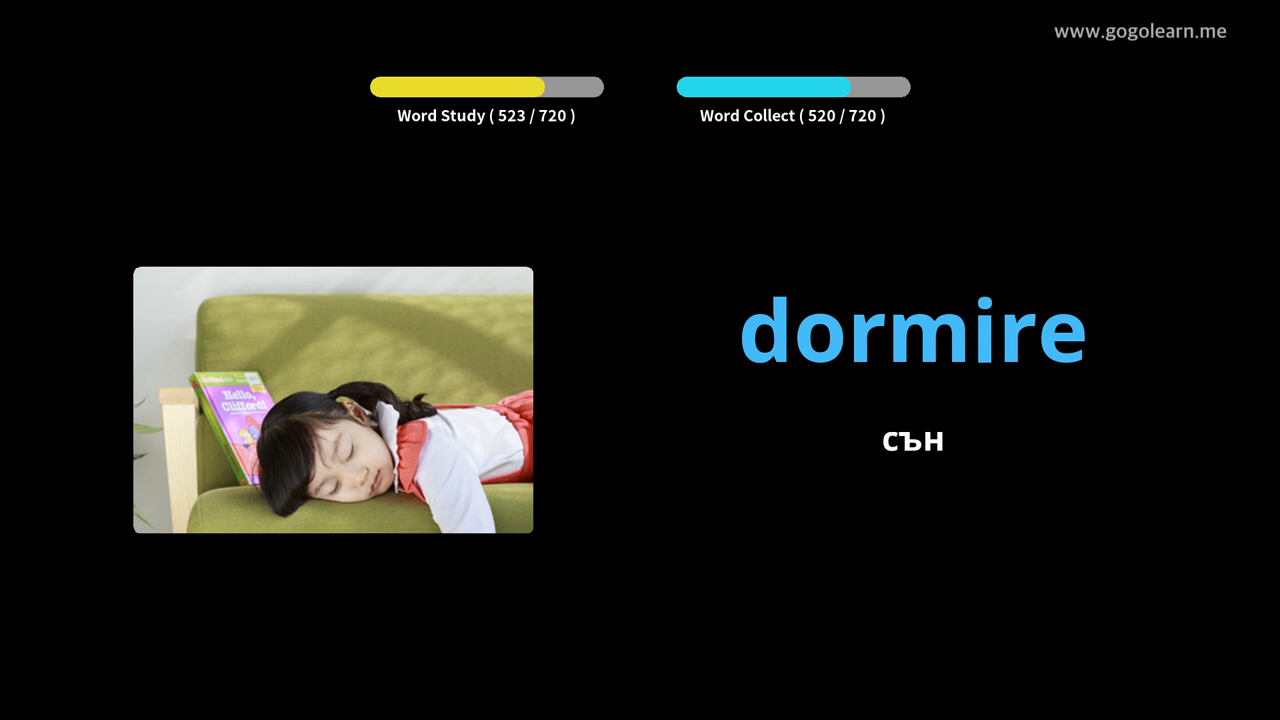 www.gogolearn.me
Word Study ( 523 / 720 )
Word Collect ( 520 / 720 )
dormire
сън
Hello,
Clifford!